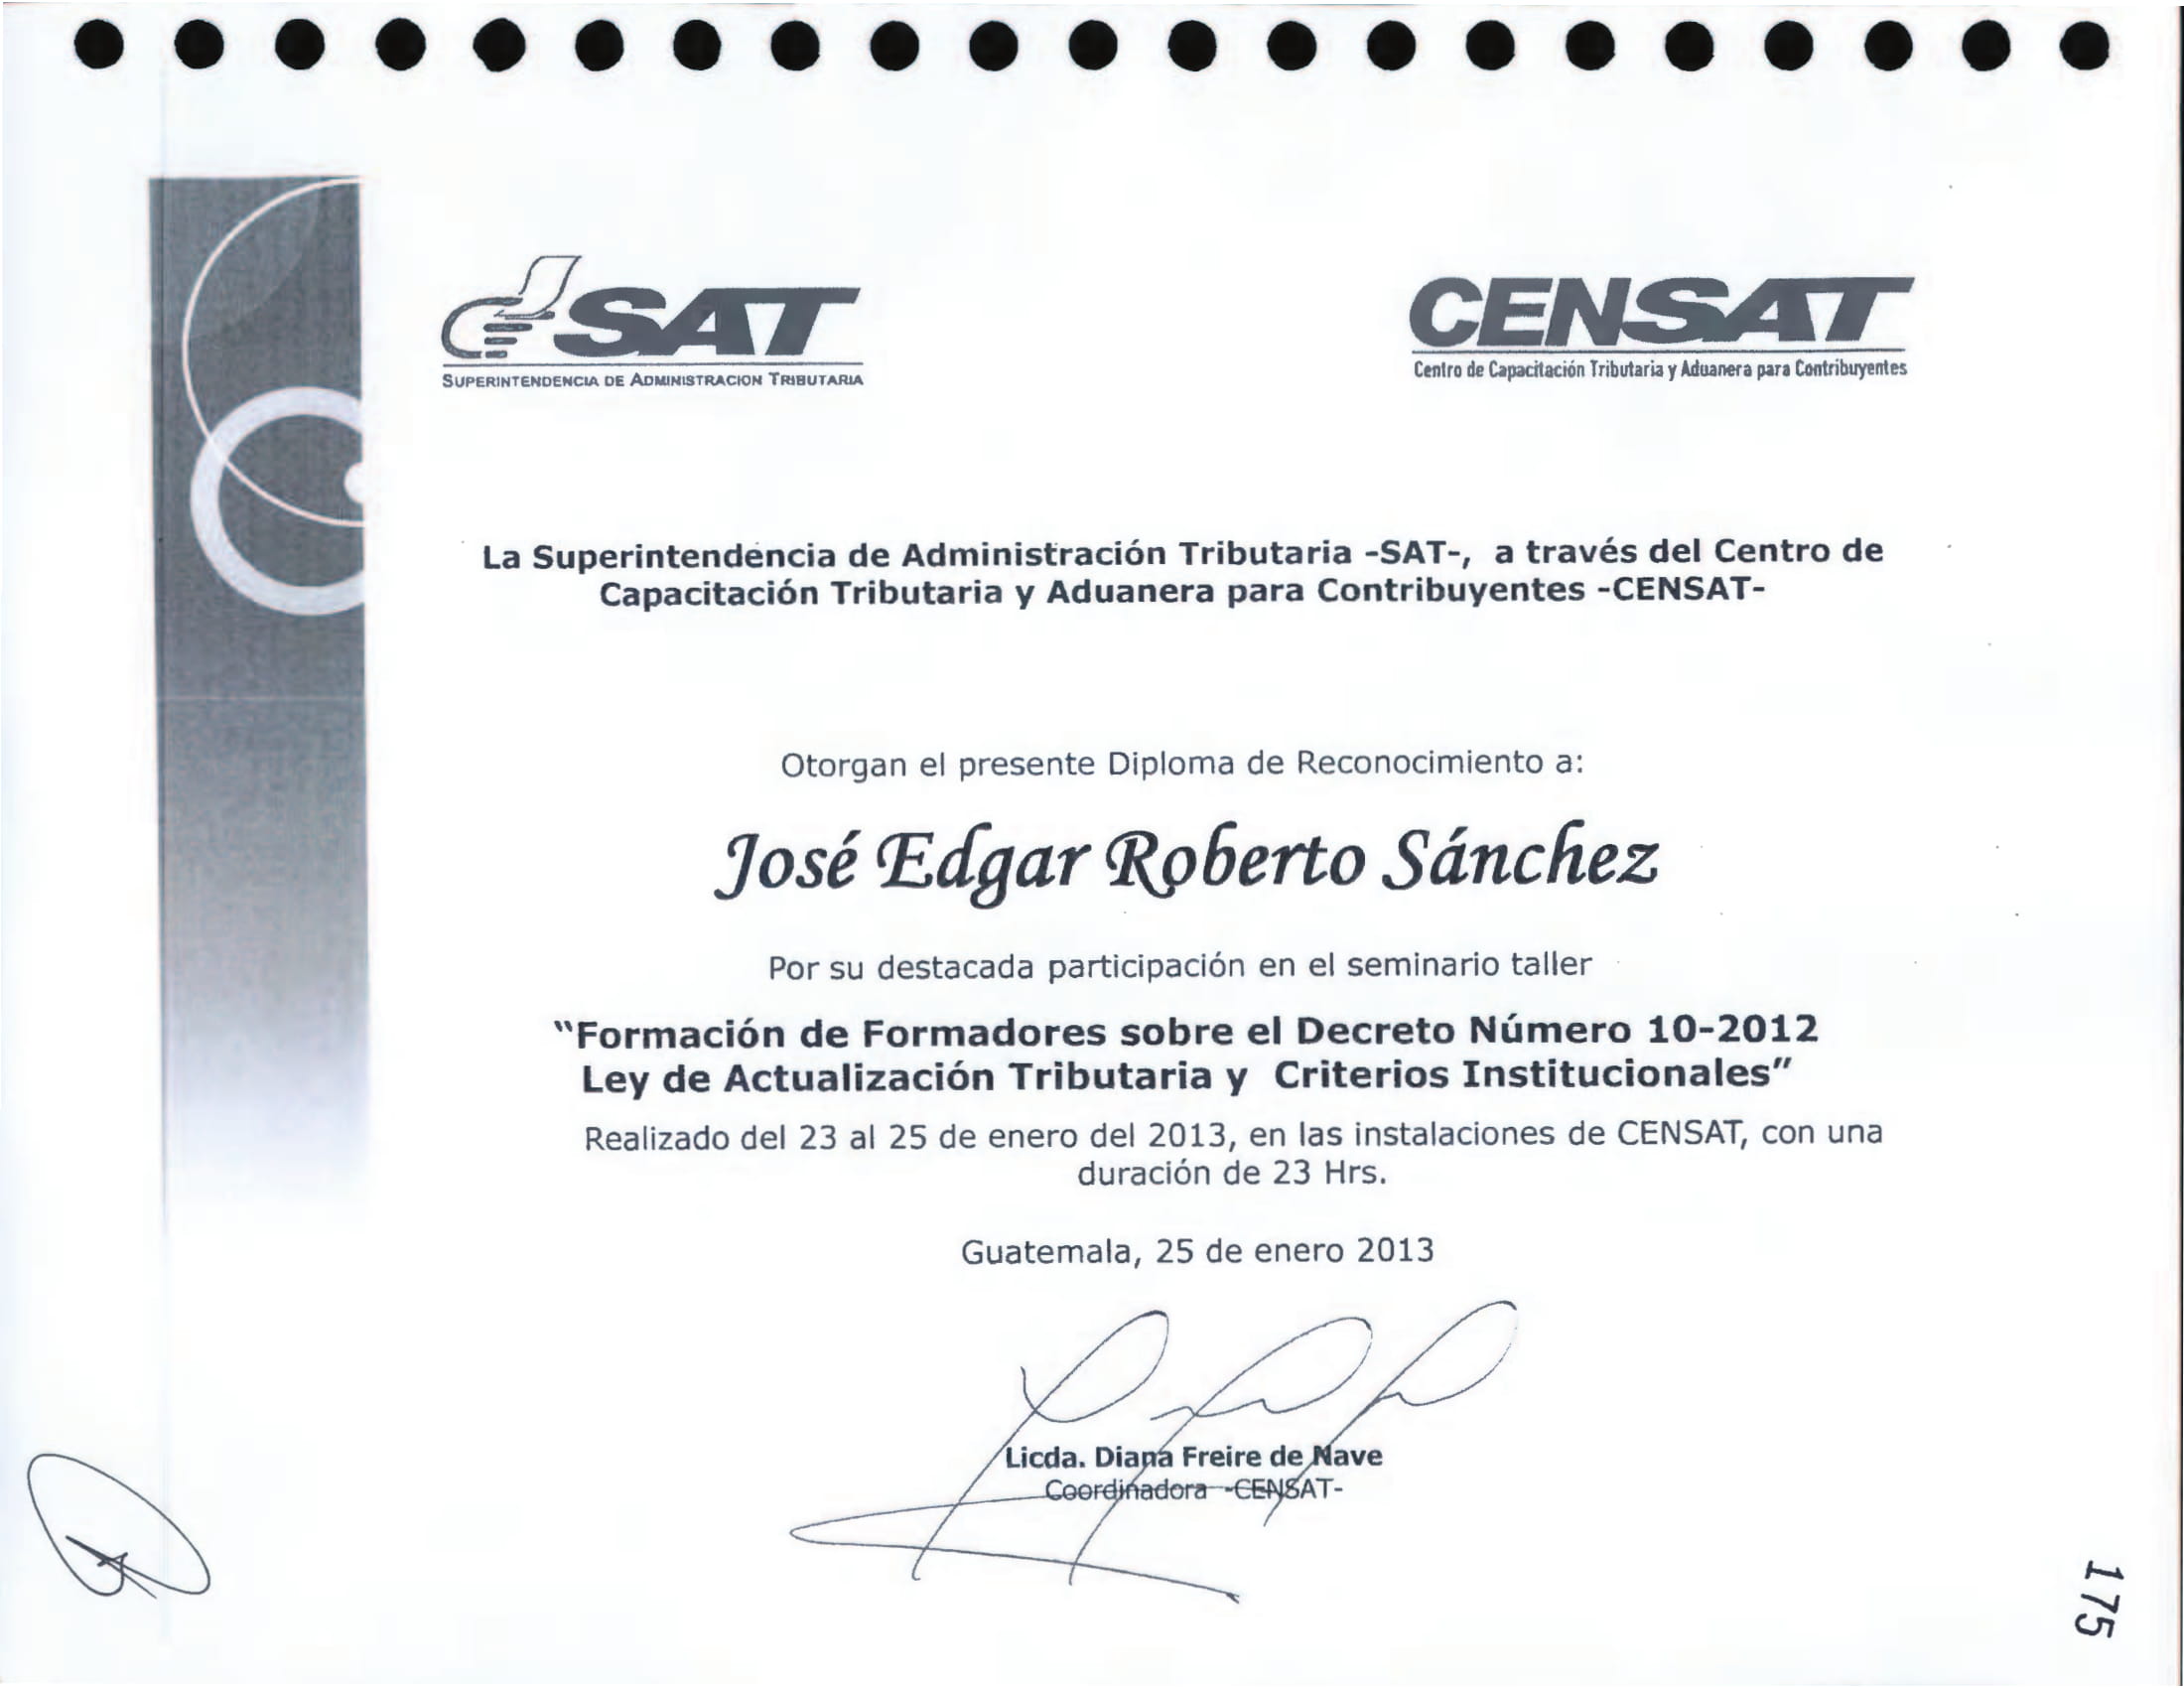 SAT
SUPERINTENDENCIA DE ADMINISTRACION TRIBUTARIA
CENSAT
Centro de Capacitación Tributaria y Aduanera para Contribuyentes
La Superintendencia de Administración Tributaria -SAT-, a través del Centro de
Capacitación Tributaria y Aduanera para Contribuyentes -CENSAT-
Otorgan el presente Diploma de Reconocimiento a:
José Edgar Roberto Sánchez
Por su destacada participación en el seminario taller
“Formación de Formadores sobre el Decreto Número 10-2012
Ley de Actualización Tributaria y Criterios Institucionales”
Realizado del 23 al 25 de enero del 2013, en las instalaciones de CENSAT, con una
duración de 23 Hrs.
Guatemala, 25 de enero 2013
Licda. Diana Freire de Nave
Coordinadora -CENSAT-
175